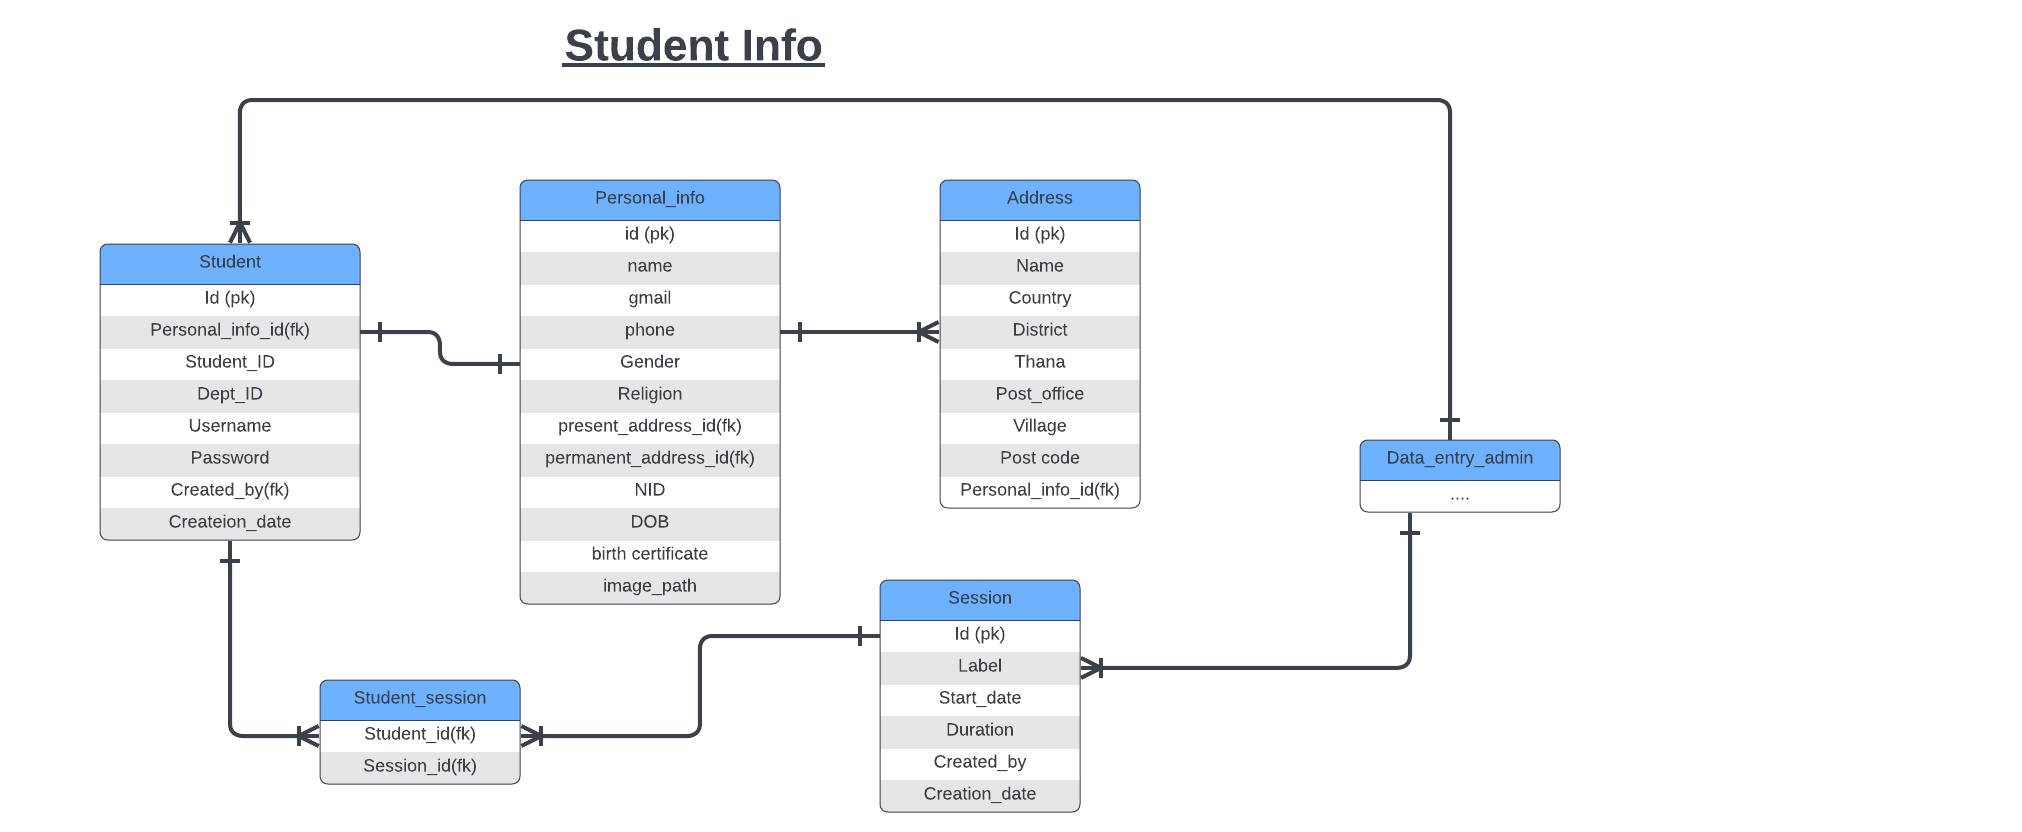 Student Info
Student
Id (pk)
Personal_info_id(fk)
Student_ID
Dept_ID
Username
Password
Created_by(fk)
Createion_date
Personal_info
id (pk)
name
gmail
phone
Gender
Religion
present_address_id(fk)
permanent_address_id(fk)
NID
DOB
birth certificate
image_path
Address
Id (pk)
Name
Country
District
Thana
Post_office
Village
Post code
Personal_info_id(fk)
Data_entry_admin
....
Student_session
Student_id(fk)
Session_id(fk)
Session
Id (pk)
Label
Start_date
Duration
Created_by
Creation_date